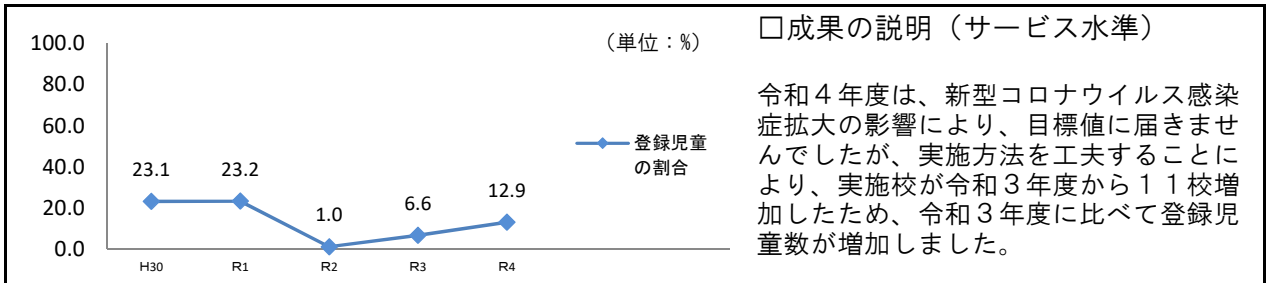 100.0
80.0
60.0
40.0
20.0
0.0
（単位：％）
23.1
23.2
1.0
6.6
12.9
H30
R1
R2
R3
R4
登録児童
の割合
□成果の説明（サービス水準）
令和４年度は、新型コロナウイルス感染
症拡大の影響により、目標値に届きませ
んでしたが、実施方法を工夫することに
より、実施校が令和３年度から１１校増
加したため、令和３年度に比べて登録児
童数が増加しました。